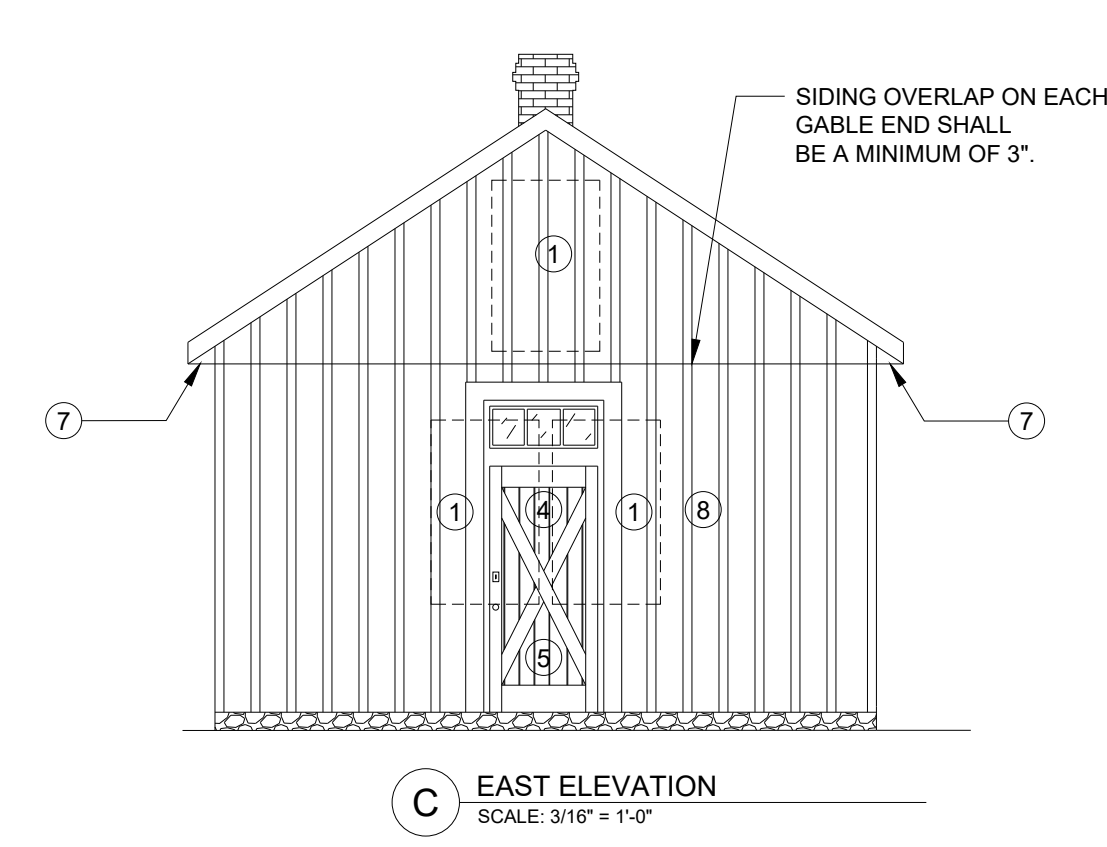 SIDING OVERLAP ON EACH
GABLE END SHALL
BE A MINIMUM OF 3".
1
7
7
1
4
1
8
5
C
EAST ELEVATION
SCALE: 3/16" = 1'-0"